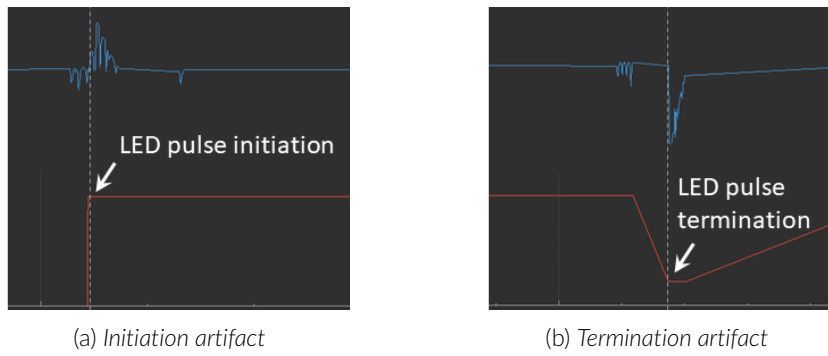 LED pulse initiation
LED pulse
termination
(a) Initiation artifact
(b) Termination artifact